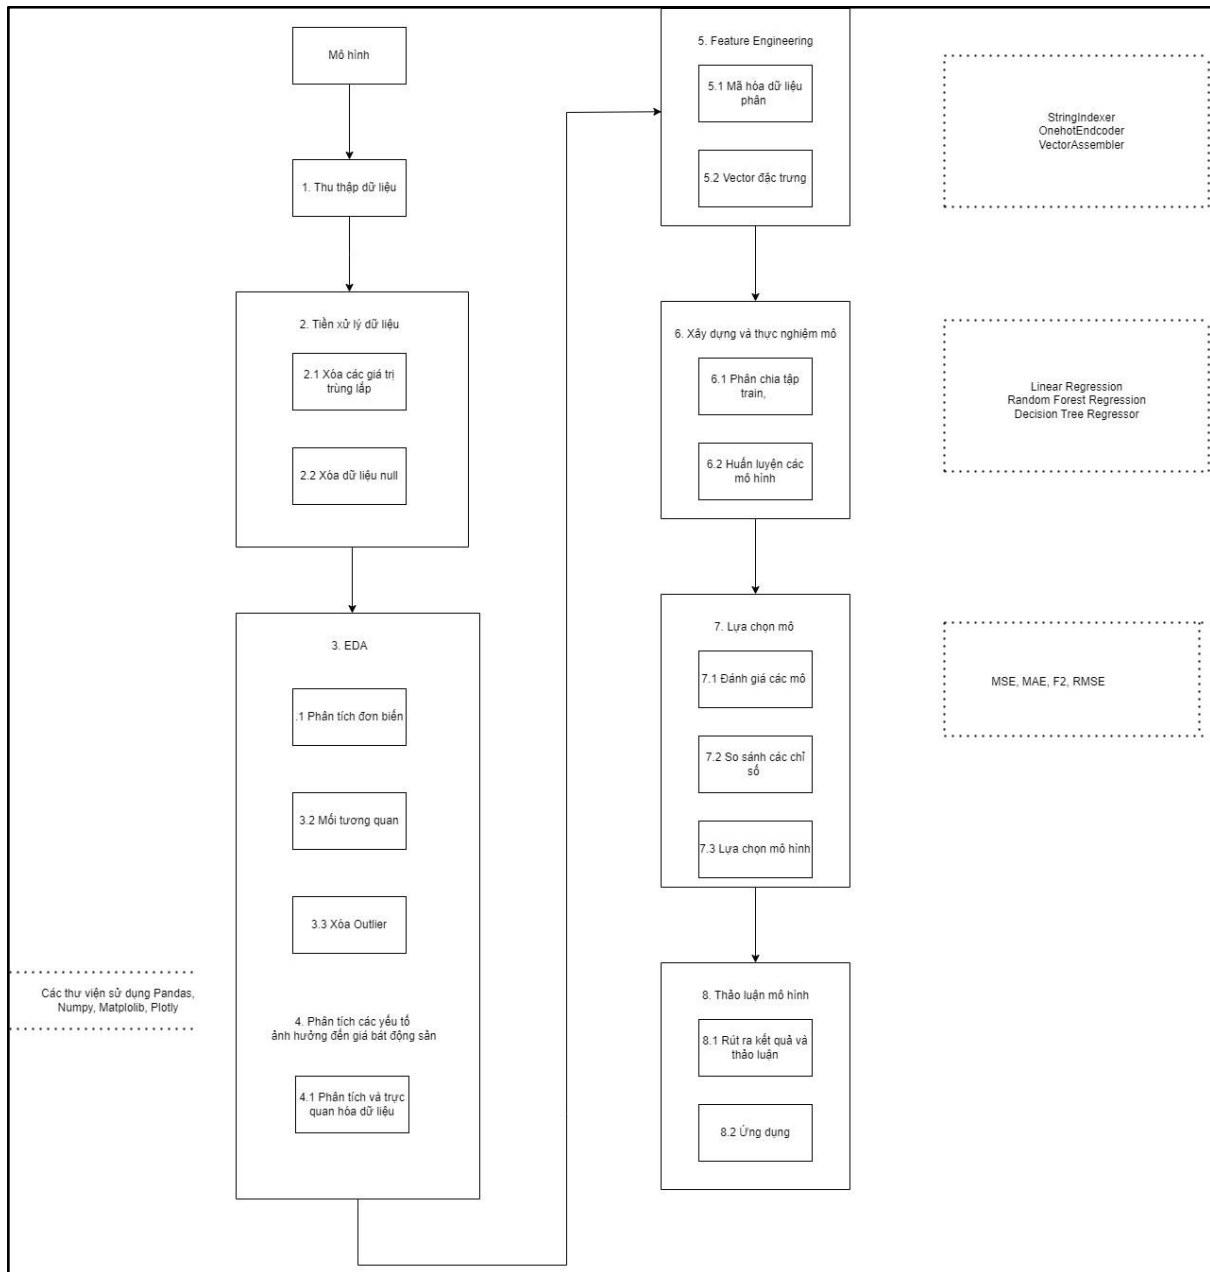 Mô hình
1. Thu thập dữ liệu
2. Tiền xử lý dữ liệu
2.1 Xóa các giá trị
trùng lắp
2.2 Xóa dữ liệu null
3. EDA
.1 Phân tích đơn biến
3.2 Mối tương quan
3.3 Xóa Outlier
Các thư viện sử dụng Pandas,
Numpy, Matplolib, Plotly
4. Phân tích các yếu tố
ảnh hưởng đến giá bát động sản
4.1 Phân tích và trực
quan hóa dữ liệu
5. Feature Engineering
5.1 Mã hóa dữ liệu
phân
5.2 Vector đặc trưng
StringIndexer
OnehotEndcoder
VectorAssembler
6. Xây dựng và thực nghiệm mô
6.1 Phân chia tập
train,
6.2 Huấn luyện các
mô hình
Linear Regression
Random Forest Regression
Decision Tree Regressor
7. Lựa chọn mô
7.1 Đánh giá các mô
7.2 So sánh các chỉ
số
7.3 Lựa chọn mô hình
MSE, MAE, F2, RMSE
8. Thảo luận mô hình
8.1 Rút ra kết quả và
thảo luận
8.2 Ứng dụng